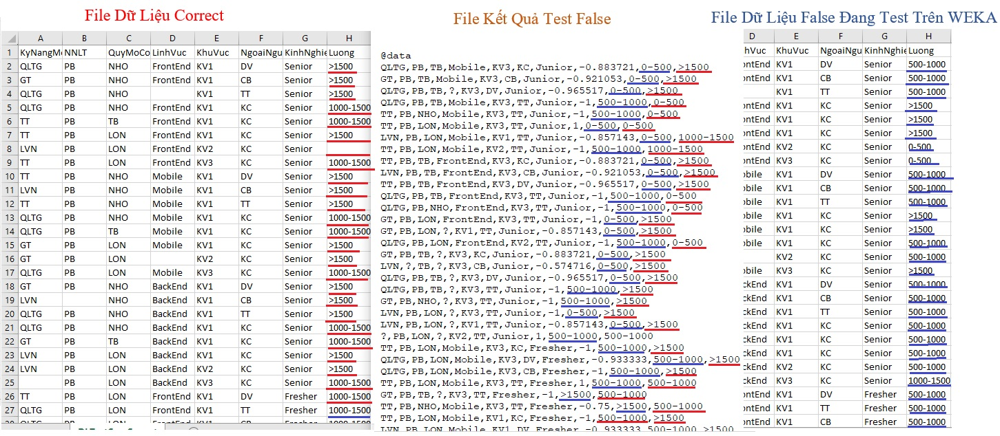 File Dữ Liệu Correct
File Kết Quả Test False
File Dữ Liệu False Đang Test Trên WEKA
A B C D E F G H
1 KyNangMe NNLT QuyMoCo LinhVuc KhuVuc NgoaiNgu KinhNghie Luong
2 QLTG PB NHO FrontEnd KV1 DV Senior >1500
3 GT PB NHO FrontEnd KV1 CB Senior >1500
4 QLTG PB NHO KV1 TT Senior >1500
5 QLTG PB NHO FrontEnd KV1 KC Senior 1000-1500
6 TT PB TB FrontEnd KV1 KC Senior 1000-1500
7 TT PB LON FrontEnd KV1 KC Senior >1500
8 LVN PB LON FrontEnd KV2 KC Senior
9 TT PB LON FrontEnd KV3 KC Senior 1000-1500
10 TT PB NHO Mobile KV1 DV Senior >1500
11 LVN PB NHO Mobile KV1 CB Senior >1500
12 TT PB NHO Mobile KV1 TT Senior >1500
13 QLTG PB NHO Mobile KV1 KC Senior 1000-1500
14 QLTG PB TB Mobile KV1 KC Senior 1000-1500
15 GT PB LON Mobile KV1 KC Senior >1500
16 GT PB LON KV2 KC Senior >1500
17 QLTG PB LON Mobile KV3 KC Senior 1000-1500
18 GT PB NHO BackEnd KV1 DV Senior >1500
19 LVN NHO BackEnd KV1 CB Senior >1500
20 QLTG PB NHO BackEnd KV1 TT Senior >1500
21 QLTG PB NHO BackEnd KV1 KC Senior 1000-1500
22 GT PB TB BackEnd KV1 KC Senior 1000-1500
23 LVN PB LON BackEnd KV1 KC Senior >1500
24 LVN PB LON BackEnd KV2 KC Senior >1500
25 PB LON BackEnd KV3 KC Senior 1000-1500
26 TT PB LON FrontEnd KV1 DV Fresher 1000-1500
27 QLTG PB LON FrontEnd KV1 TT Fresher 1000-1500
@data
QLTG,PB,TB,Mobile,KV3,KC,Junior,-0.883721,0-500,>1500
GT,PB,TB,Mobile,KV3,CB,Junior,-0.921053,0-500,>1500
QLTG,PB,TB,?,KV3,DV,Junior,-0.965517,0-500,>1500
QLTG,PB,TB,Mobile,KV3,TT,Junior,-1,500-1000,0-500
TT,PB,NHO,Mobile,KV3,TT,Junior,-1,500-1000,0-500
TT,PB,LON,Mobile,KV3,TT,Junior,1,0-500,0-500
LVN,PB,LON,Mobile,KV1,TT,Junior,-0.857143,0-500,1000-1500
TT,PB,LON,Mobile,KV2,TT,Junior,-1,500-1000,1000-1500
TT,PB,TB,FrontEnd,KV3,KC,Junior,-0.883721,0-500,>1500
LVN,PB,TB,FrontEnd,KV3,CB,Junior,-0.921053,0-500,>1500
TT,PB,TB,FrontEnd,KV3,DV,Junior,-0.965517,0-500,>1500
QLTG,PB,TB,FrontEnd,KV3,TT,Junior,-1,500-1000,0-500
QLTG,PB,NHO,FrontEnd,KV3,TT,Junior,-1,500-1000,0-500
GT,PB,LON,FrontEnd,KV3,TT,Junior,-1,0-500,>1500
GT,PB,LON,?,KV1,TT,Junior,-0.857143,0-500,>1500
QLTG,PB,LON,FrontEnd,KV2,TT,Junior,-1,500-1000,0-500
GT,PB,TB,?,KV3,KC,Junior,-0.883721,0-500,>1500
LVN,?,TB,?,KV3,CB,Junior,-0.574716,0-500,>1500
QLTG,PB,TB,?,KV3,DV,Junior,-0.965517,0-500,>1500
QLTG,PB,TB,?,KV3,TT,Junior,-1,500-1000,>1500
GT,PB,NHO,?,KV3,TT,Junior,-1,500-1000,>1500
LVN,PB,LON,?,KV3,TT,Junior,-1,0-500,>1500
LVN,PB,LON,?,KV1,TT,Junior,-0.857143,0-500,>1500
?,PB,LON,?,KV2,TT,Junior,1,500-1000,500-1000
TT,PB,LON,Mobile,KV3,KC,Fresher,-1,500-1000,>1500
QLTG,PB,LON,Mobile,KV3,DV,Fresher,-0.933333,500-1000,>1500
QLTG,PB,LON,Mobile,KV3,CB,Fresher,-1,500-1000,>1500
TT,PB,LON,Mobile,KV3,TT,Fresher,1,500-1000,500-1000
GT,PB,TB,?,KV3,TT,Fresher,-1,>1500,500-1000
TT,PB,NHO,Mobile,KV3,TT,Fresher,-0.75,>1500,500-1000
TT,PB,LON,Mobile,KV1,KC,Fresher,-1,500-1000,>1500
LVN,PB,LON,Mobile,KV1,DV,Fresher,-0.933333,500-1000,>1500
D E F G H
hVuc KhuVuc NgoaiNgu KinhNghie Luong
ontEnd KV1 DV Senior 500-1000
ontEnd KV1 CB Senior 500-1000
KV1 TT Senior 500-1000
ontEnd KV1 KC Senior >1500
ontEnd KV1 KC Senior >1500
ontEnd KV1 KC Senior >1500
ontEnd KV2 KC Senior 0-500
ontEnd KV3 KC Senior 0-500
obile KV1 DV Senior 500-1000
obile KV1 CB Senior 500-1000
obile KV1 TT Senior 500-1000
obile KV1 KC Senior >1500
obile KV1 KC Senior >1500
obile KV1 KC Senior 500-1000
KV2 KC Senior 500-1000
obile KV3 KC Senior >1500
ckEnd KV1 DV Senior 500-1000
ckEnd KV1 CB Senior 500-1000
ckEnd KV1 TT Senior 500-1000
ckEnd KV1 KC Senior 500-1000
ckEnd KV1 KC Senior 500-1000
ckEnd KV1 KC Senior 500-1000
ckEnd KV2 KC Senior 500-1000
ckEnd KV3 KC Senior 1000-1500
ontEnd KV1 DV Fresher 500-1000
ontEnd KV1 TT Fresher 500-1000
ontEnd KV1 CB Fresher 500-1000